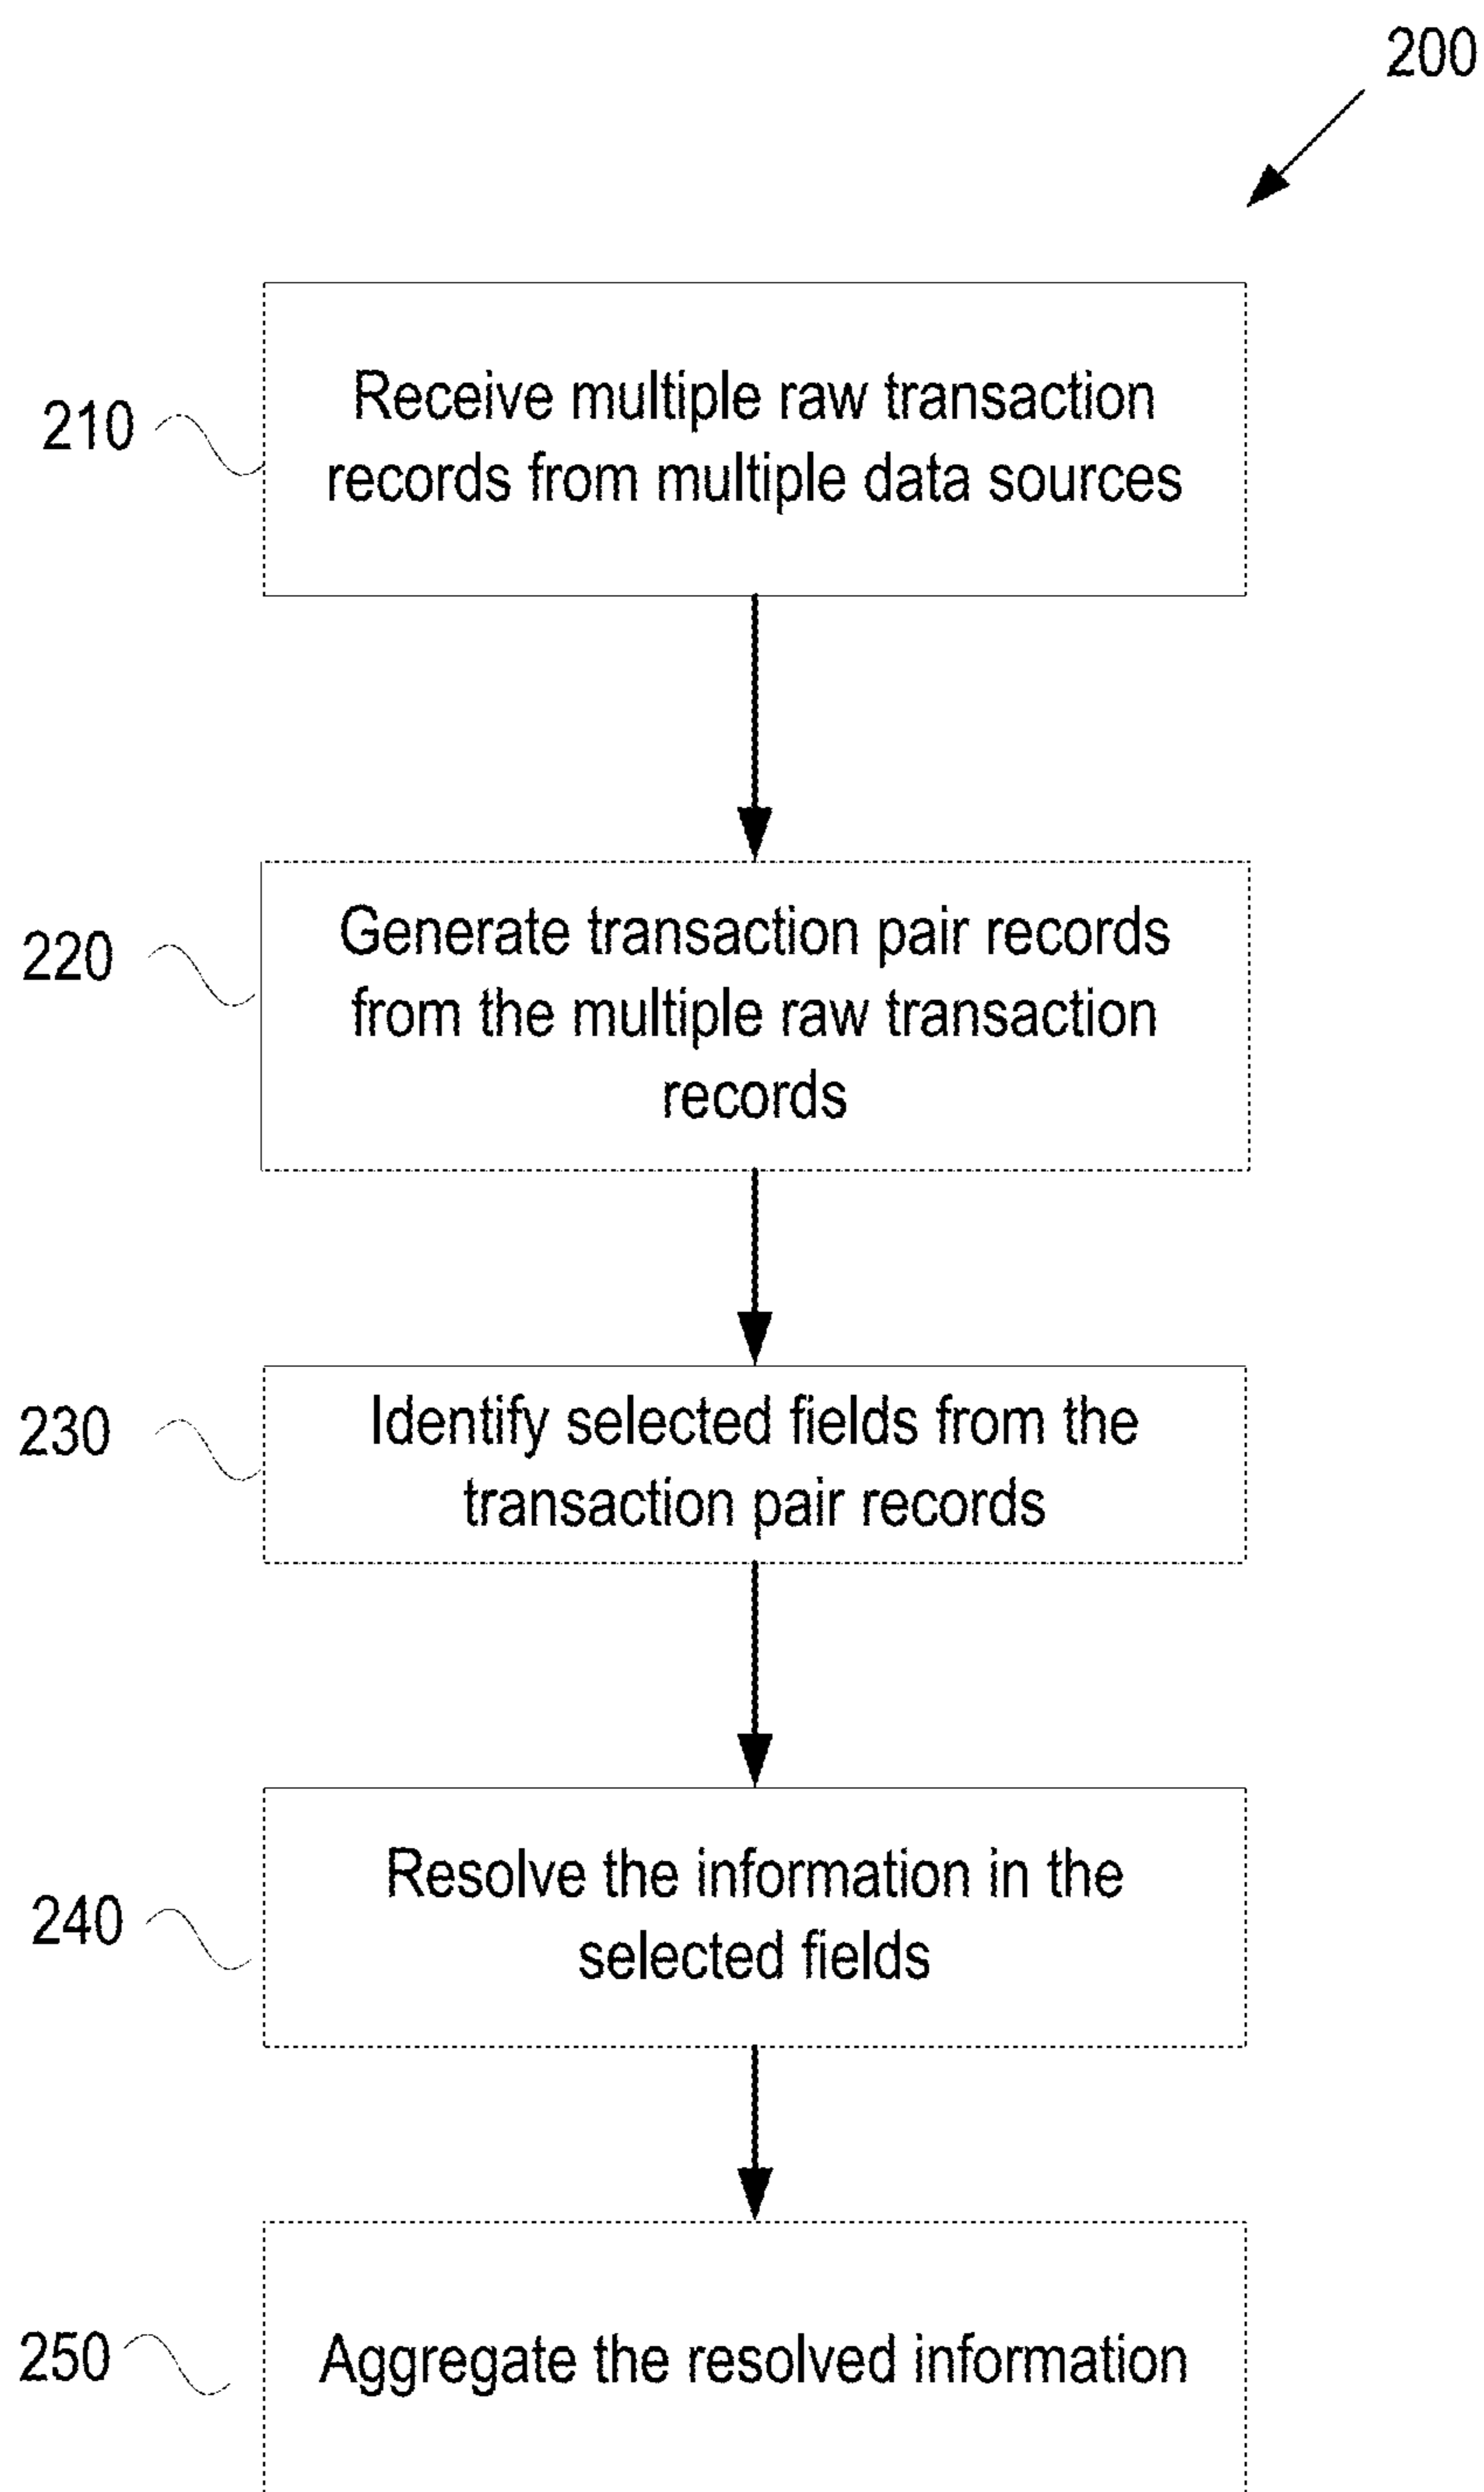 200
210
Receive multiple raw transaction
records from multiple data sources
220
Generate transaction pair records
from the multiple raw transaction
records
230
Identify selected fields from the
transaction pair records
240
Resolve the information in the
selected fields
250
Aggregate the resolved information